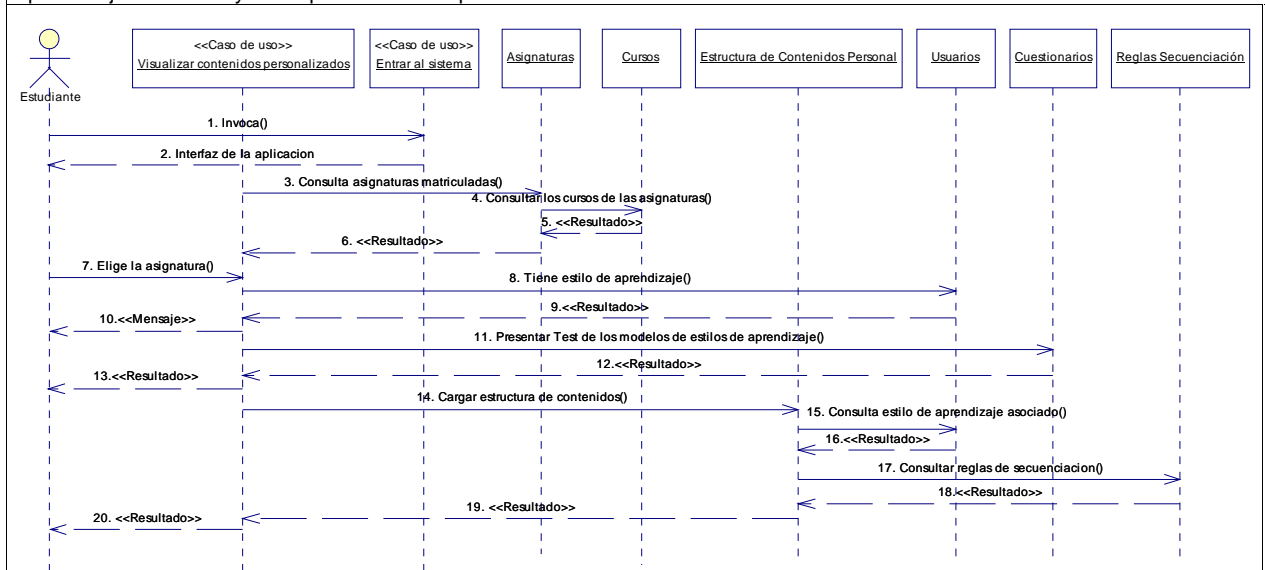 <<Caso de uso>>
Visualizar contenidos personalizados
<<Caso de uso>>
Entrar al sistema
Asignaturas
Cursos
Estructura de Contenidos Personal
Usuarios
Cuestionarios
Reglas Secuenciación
Estudiante
1. Invoca()
2. Interfaz de la aplicacion
3. Consulta asignaturas matriculadas()
4. Consultar los cursos de las asignaturas()
5. <<Resultado>>
6. <<Resultado>>
7. Elige la asignatura()
8. Tiene estilo de aprendizaje()
9.<<Resultado>>
10.<<Mensaje>>
11. Presentar Test de los modelos de estilos de aprendizaje()
12.<<Resultado>>
13.<<Resultado>>
14. Cargar estructura de contenidos()
15. Consulta estilo de aprendizaje asociado()
16.<<Resultado>>
17. Consultar reglas de secuenciacion()
18.<<Resultado>>
19. <<Resultado>>
20. <<Resultado>>